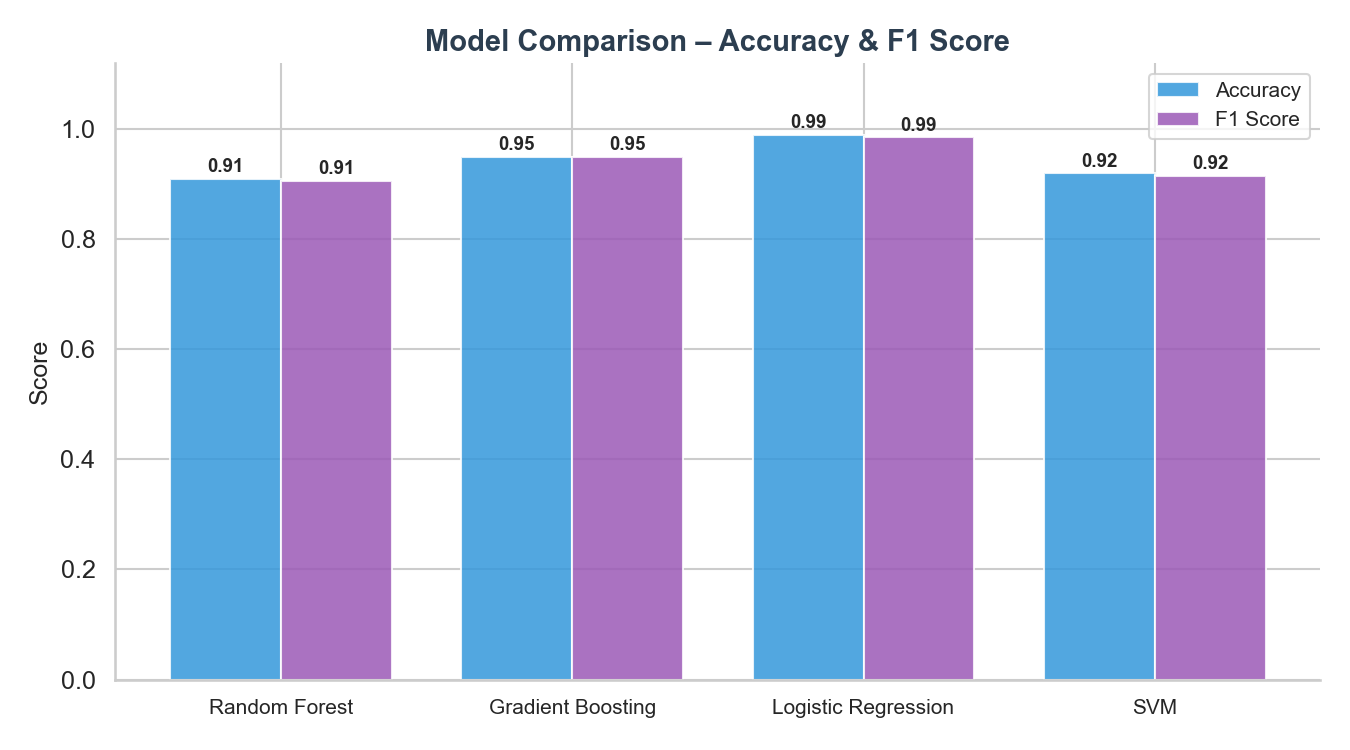 Model Comparison – Accuracy & F1 Score
Accuracy
F1 Score
Score
1.0
0.8
0.6
0.4
0.2
0.0
0.91
0.91
0.95
0.95
0.99
0.99
0.92
0.92
Random Forest
Gradient Boosting
Logistic Regression
SVM